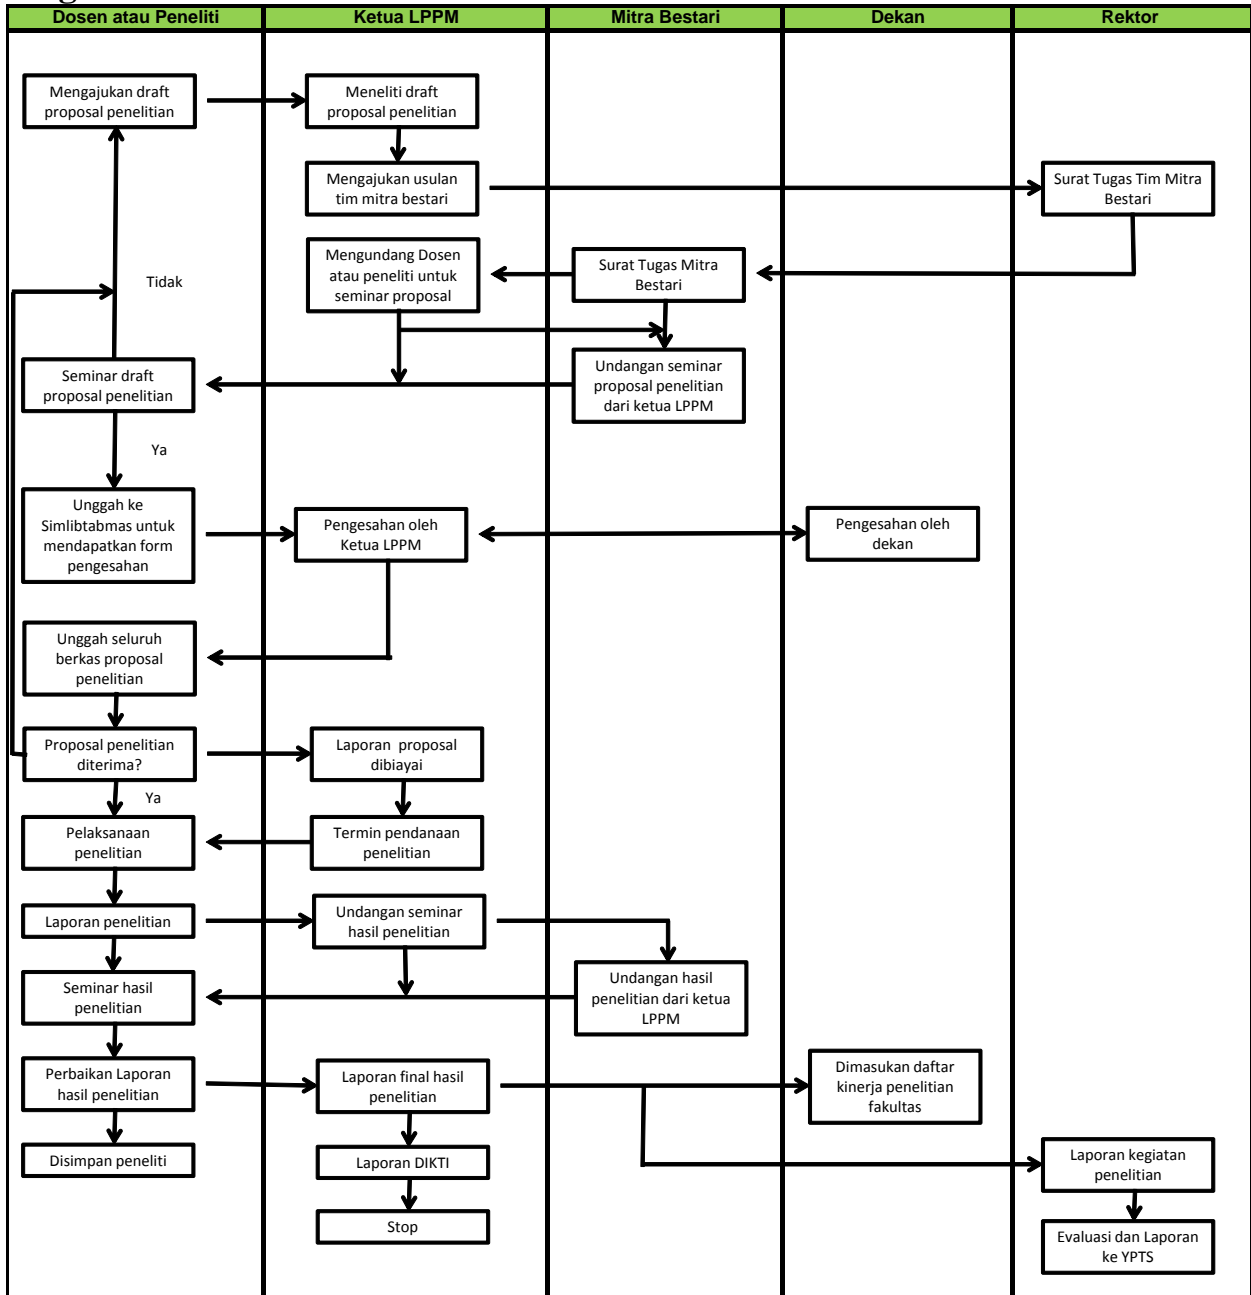 Dosen atau Peneliti
Ketua LPPM
Mitra Bestari
Dekan
Rektor
Mengajukan draft
proposal penelitian
Meneliti draft
proposal penelitian
Mengajukan usulan
tim mitra bestari
Surat Tugas Tim Mitra
Bestari
Mengundang Dosen
atau peneliti untuk
seminar proposal
Surat Tugas Mitra
Bestari
Tidak
Seminar draft
proposal penelitian
Undangan seminar
proposal penelitian
dari ketua LPPM
Ya
Unggah ke
Simlibtabmas untuk
mendapatkan form
pengesahan
Pengesahan oleh
Ketua LPPM
Pengesahan oleh
dekan
Unggah seluruh
berkas proposal
penelitian
Proposal penelitian
diterima?
Laporan proposal
dibiayai
Ya
Pelaksanaan
penelitian
Termin pendanaan
penelitian
Laporan penelitian
Undangan seminar
hasil penelitian
Seminar hasil
penelitian
Undangan hasil
penelitian dari ketua
LPPM
Perbaikan Laporan
hasil penelitian
Laporan final hasil
penelitian
Dimasukan daftar
kinerja penelitian
fakultas
Disimpan peneliti
Laporan DIKTI
Laporan kegiatan
penelitian
Stop
Evaluasi dan Laporan
ke YPTS